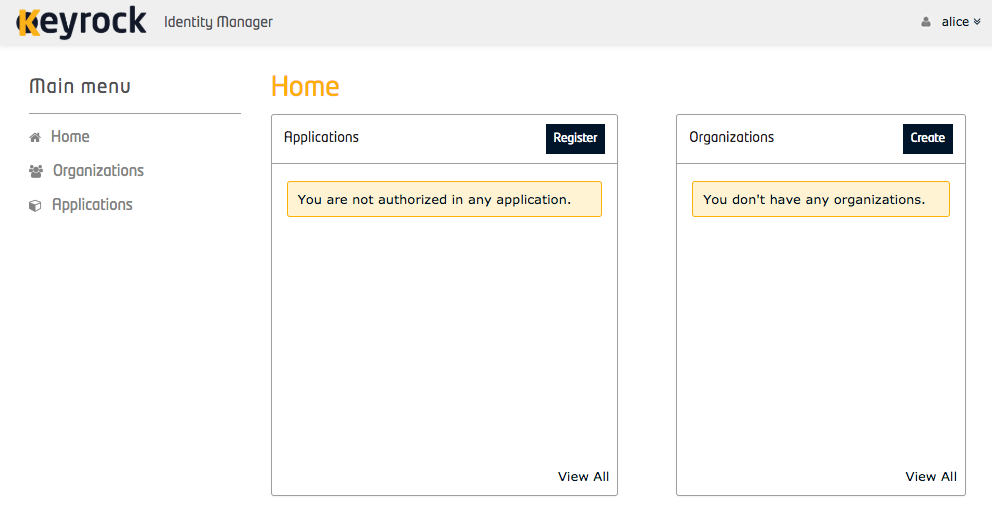 Keyrock Identity Manager
alice
Main menu
Home
Organizations
Applications
Home
Applications
Register
You are not authorized in any application.
View All
Organizations
Create
You don't have any organizations.
View All